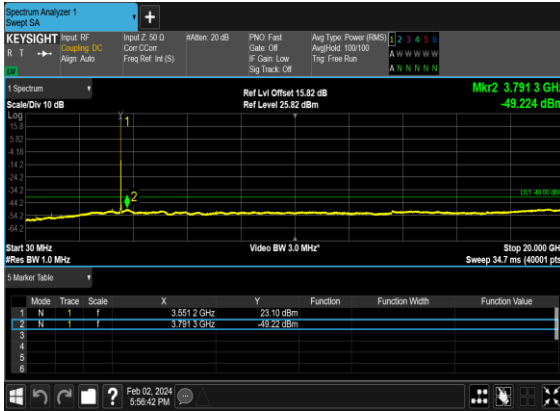 Spectrum Analyzer 1
Swept SA
+
KEYSIGHT Input: RF Input Z: 50 Ω #Atten: 20 dB PNO: Fast Avg Type: Power (RMS) 1 2 3 4 5 6
R T Coupling: DC Corr CCorr Gate: Off Avg|Hold: 100/100 A W W W W W
Align: Auto Freq Ref: Int (S) IF Gain: Low Trig: Free Run
Sig Track: Off A N N N N N
1 Spectrum
Ref Lvl Offset 15.82 dB Mkr2 3.791 3 GHz
Scale/Div 10 dB Ref Level 25.82 dBm -49.224 dBm
Log
15.8
5.82
-4.18
-14.2
-24.2
-34.2
-44.2
-54.2
-64.2
1
2
DL1 -40.00 dBm
Start 30 MHz Video BW 3.0 MHz* Stop 20.000 GHz
#Res BW 1.0 MHz Sweep 34.7 ms (40001 pts)
5 Marker Table
Mode Trace Scale X Y Function Function Width Function Value
1 N 1 f 3.551 2 GHz 23.10 dBm
2 N 1 f 3.791 3 GHz -49.22 dBm
3
4
5
6
? Feb 02, 2024
5:56:42 PM